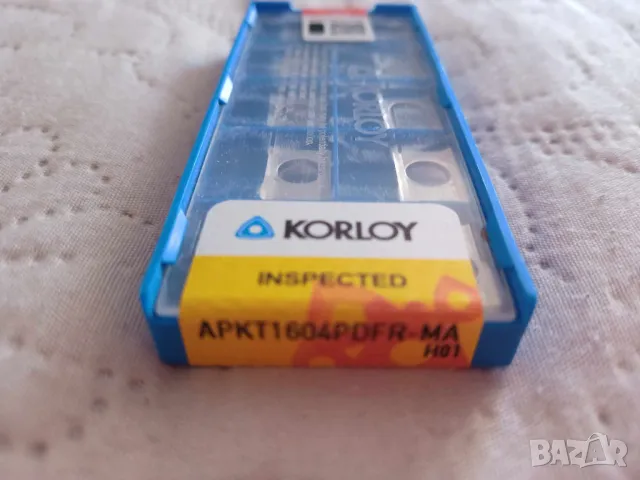 KORLOY
KORLOY
INSPECTED
APKT1604PDFR-MA
H01
BAZAR